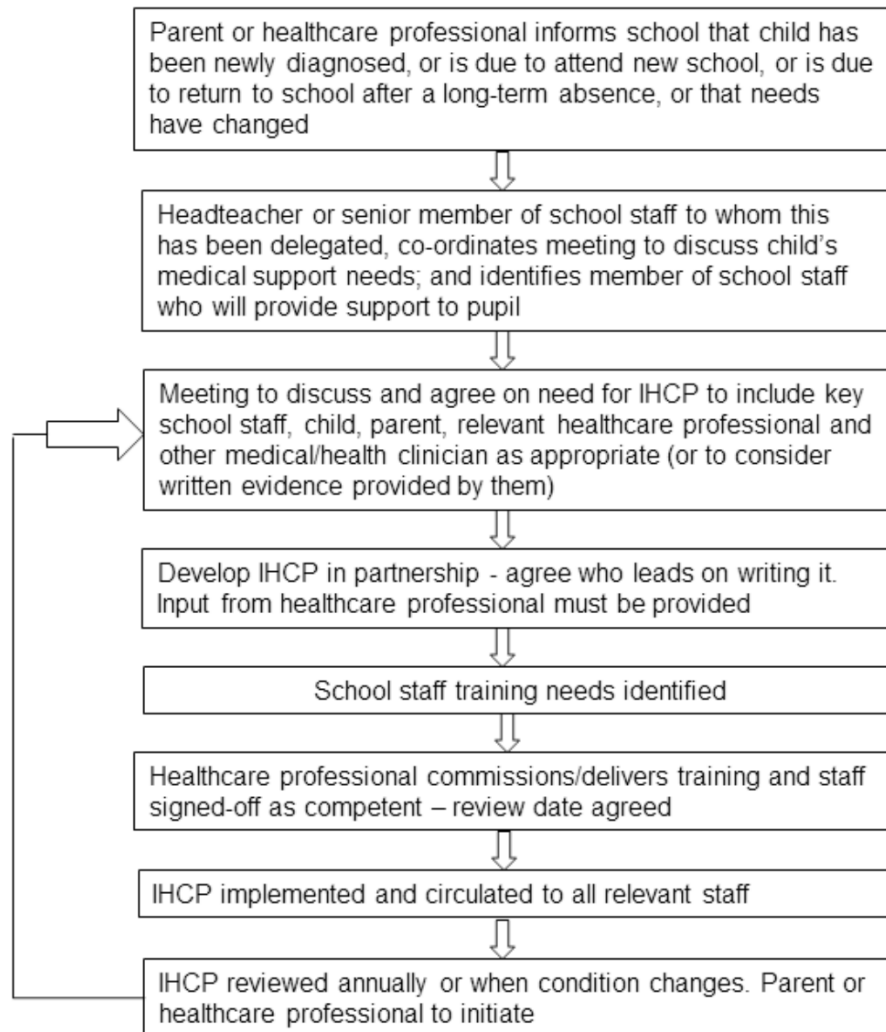 Parent or healthcare professional informs school that child has
been newly diagnosed, or is due to attend new school, or is due
to return to school after a long-term absence, or that needs
have changed
Headteacher or senior member of school staff to whom this
has been delegated, co-ordinates meeting to discuss child's
medical support needs; and identifies member of school staff
who will provide support to pupil
Meeting to discuss and agree on need for IHCP to include key
school staff, child, parent, relevant healthcare professional and
other medical/health clinician as appropriate (or to consider
written evidence provided by them)
Develop IHCP in partnership - agree who leads on writing it.
Input from healthcare professional must be provided
School staff training needs identified
Healthcare professional commissions/delivers training and staff
signed-off as competent – review date agreed
IHCP implemented and circulated to all relevant staff
IHCP reviewed annually or when condition changes. Parent or
healthcare professional to initiate